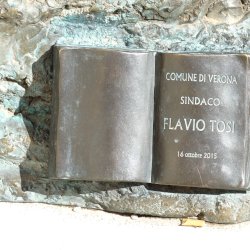 COMUNE DI VERONA
SINDACO
FLAVIO TOSI
16 ottobre 2015